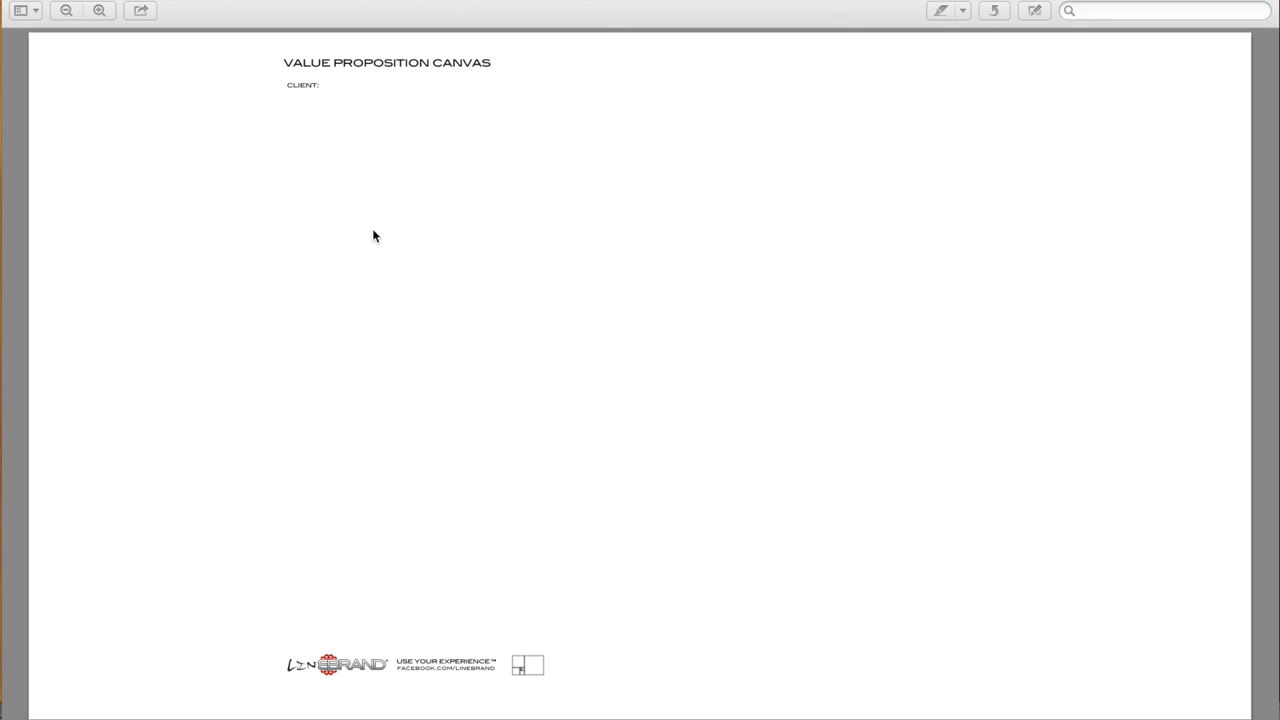 VALUE PROPOSITION CANVAS
CLIENT:
LINEBRAND
USE YOUR EXPERIENCE™
FACEBOOK.COM/LINEBRAND